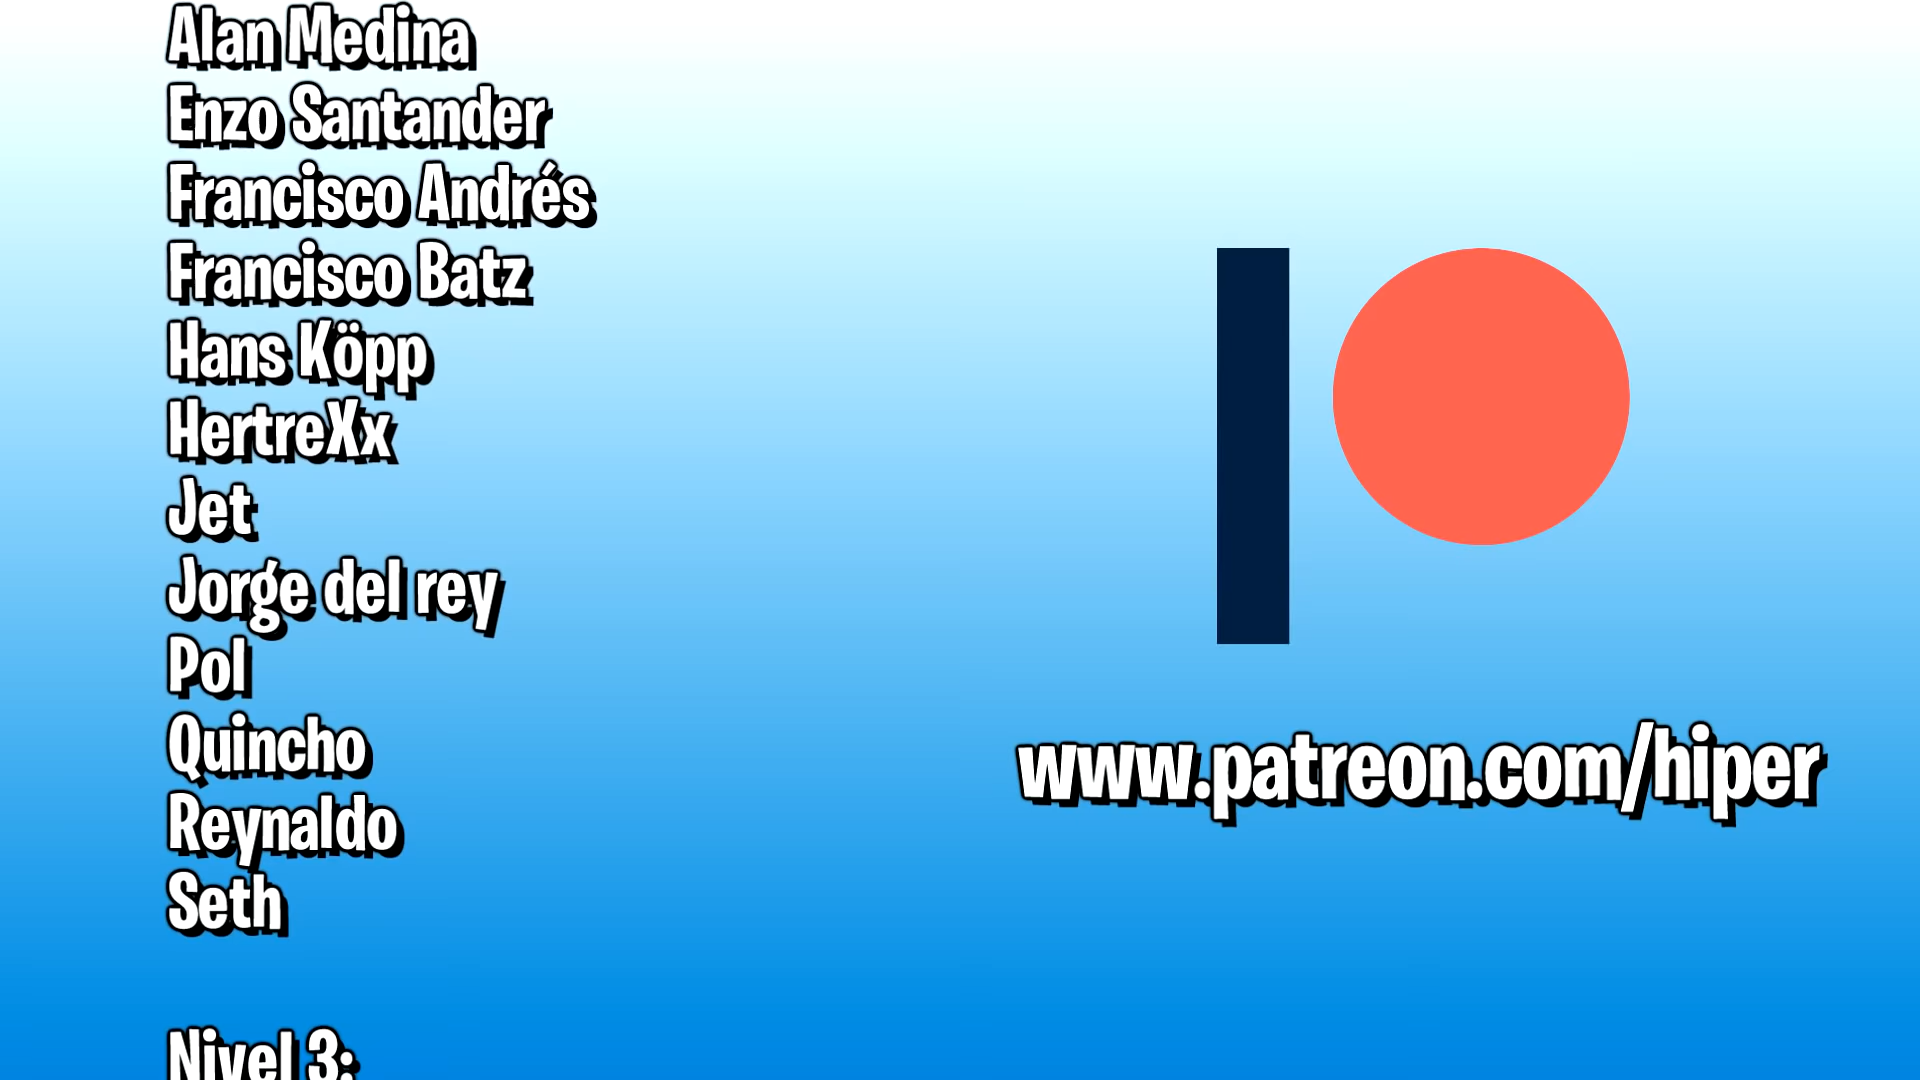 Alan Medina
Enzo Santander
Francisco Andrés
Francisco Batz
Hans Köpp
HertreXx
Jet
Jorge del rey
Pol
Quincho
Reynaldo
Seth
Nivel 3:
www.patreon.com/hiper